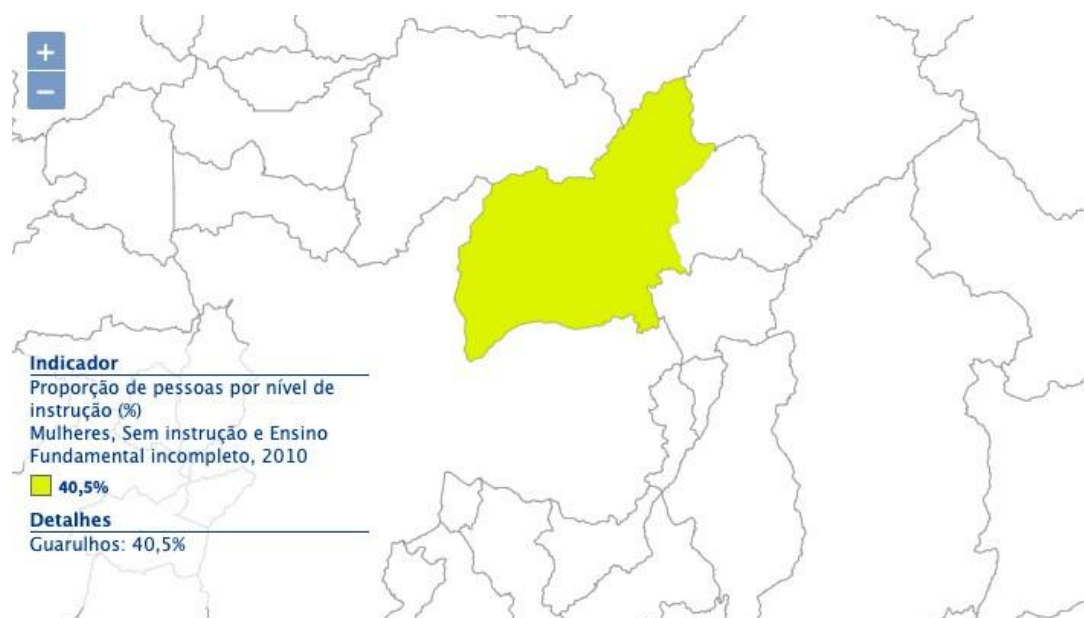 +
−
Indicador
Proporção de pessoas por nível de
instrução (%)
Mulheres, Sem instrução e Ensino
Fundamental incompleto, 2010
40,5%
Detalhes
Guarulhos: 40,5%